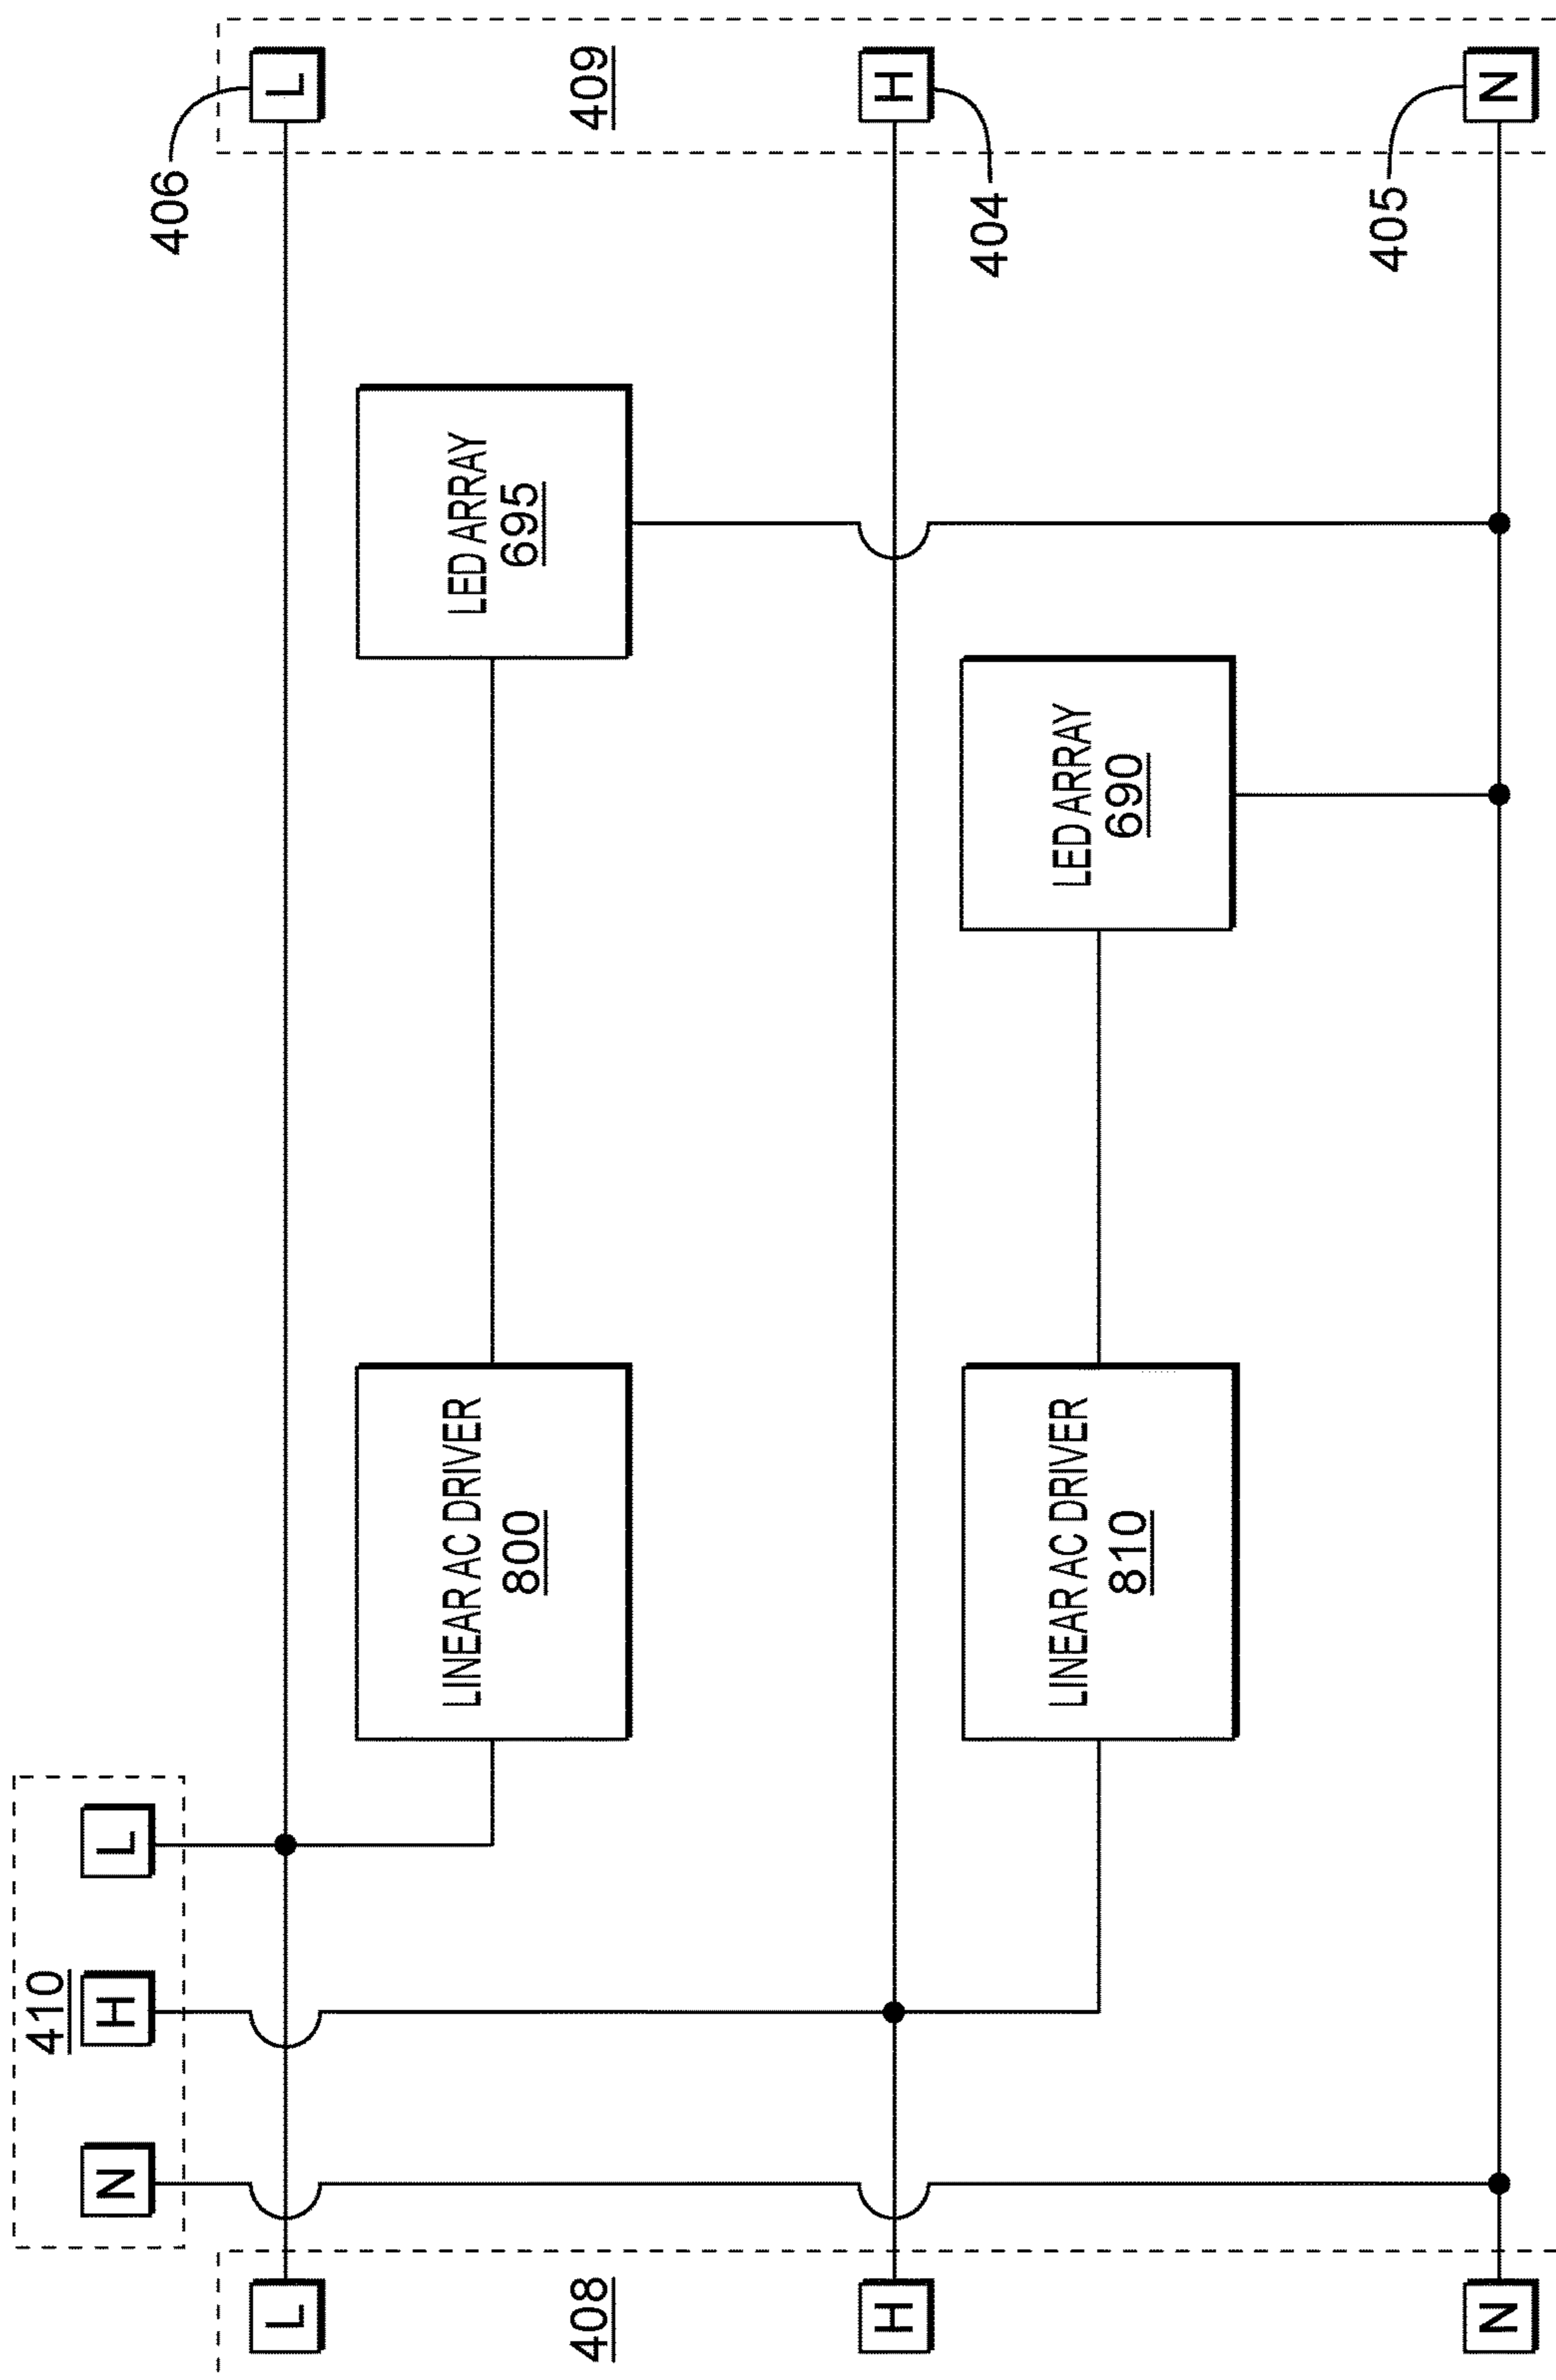 410
N H L
406
L
L
LINEAR AC DRIVER
800
LED ARRAY
695
408
409
H
H
404
LINEAR AC DRIVER
810
LED ARRAY
690
405
N
N